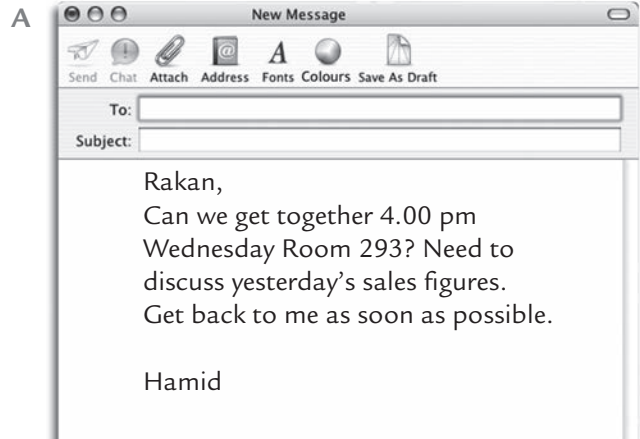 A
New Message
Send Chat Attach Address Fonts Colours Save As Draft
To:
Subject:
Rakan,
Can we get together 4.00 pm
Wednesday Room 293? Need to
discuss yesterday's sales figures.
Get back to me as soon as possible.
Hamid